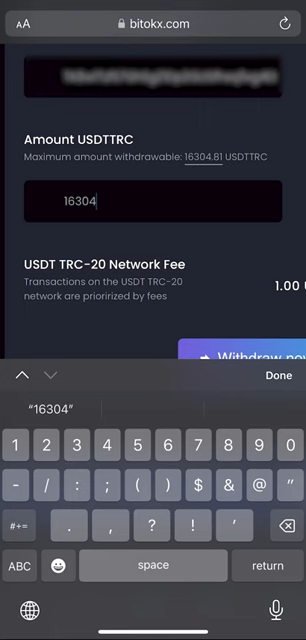 AA bitokx.com
Amount USDTTRC
Maximum amount withdrawable: 16304.81 USDTTRC
16304
USDT TRC-20 Network Fee
Transactions on the USDT TRC-20
network are priorirized by fees
1.00
Withdraw now
Done
"16304"
1 2 3 4 5 6 7 8 9 0
- / : ; ( ) $ & @ "
#+= . , ? ! '
ABC space return